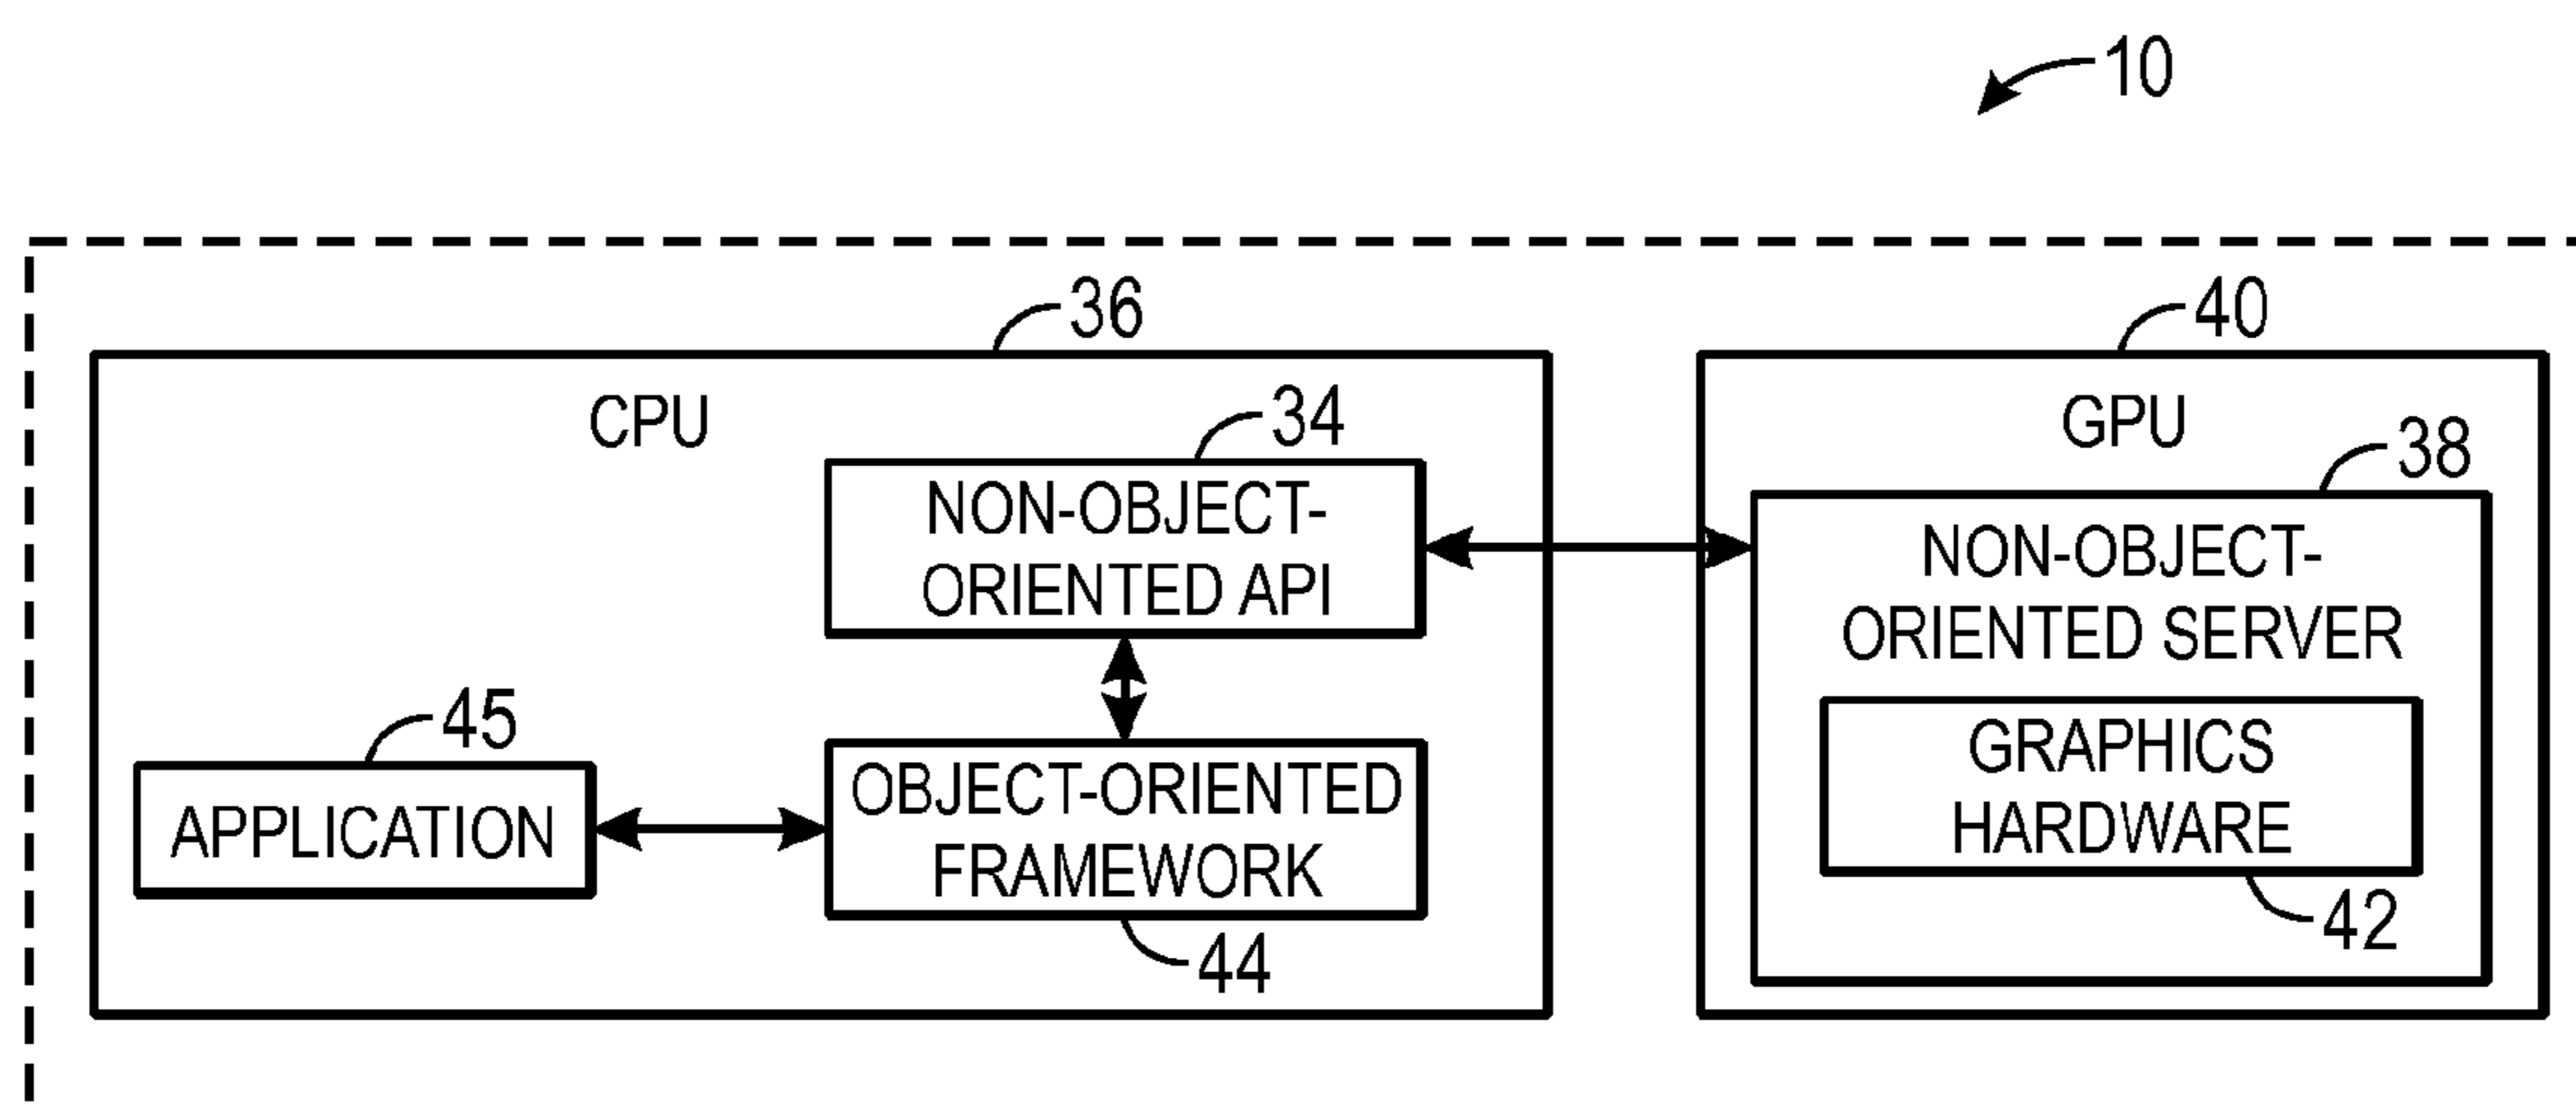 10
36
40
CPU
34
GPU
38
NON-OBJECT-
ORIENTED API
NON-OBJECT-
ORIENTED SERVER
45
APPLICATION
OBJECT-ORIENTED
FRAMEWORK
44
GRAPHICS
HARDWARE
42